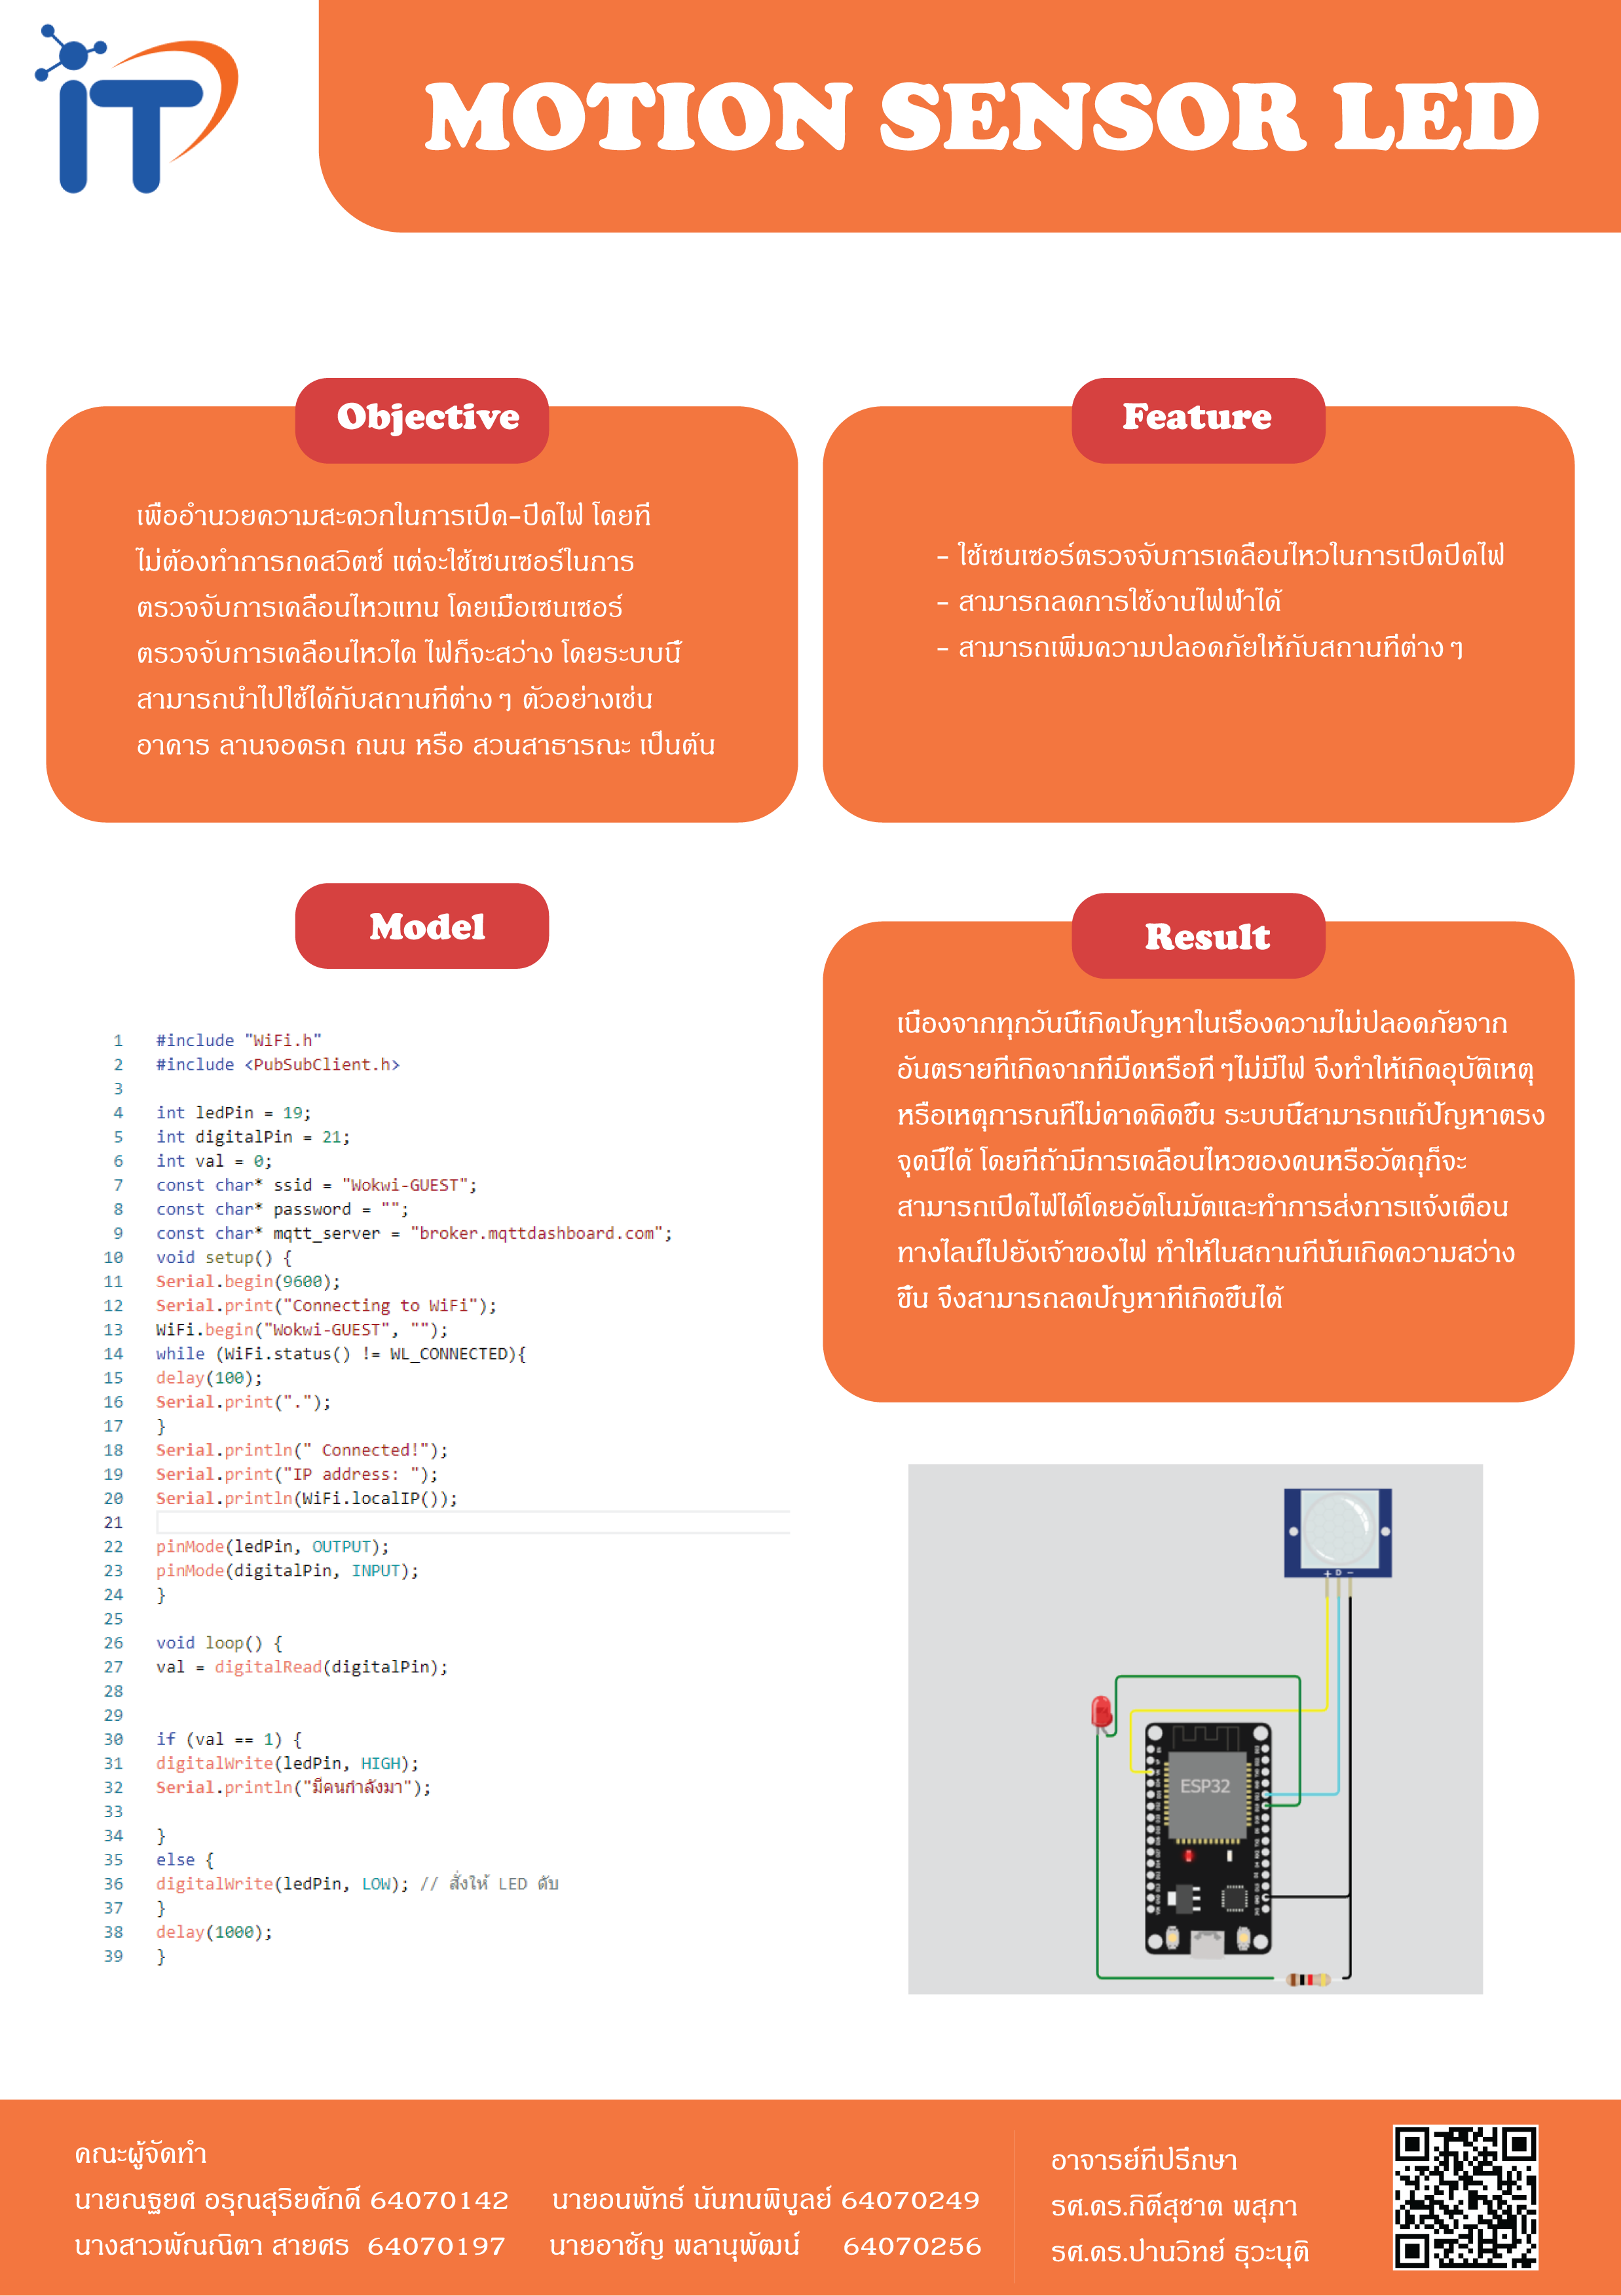 iT
MOTION SENSOR LED
Objective
เพื่ออำนวยความสะดวกในการเปิด-ปิดไฟ โดยที่
ไม่ต้องทำการกดสวิตซ์ แต่จะใช้เซนเซอร์ในการ
ตรวจจับการเคลื่อนไหวแทน โดยเมื่อเซนเซอร์
ตรวจจับการเคลื่อนไหวได ไฟก็จะสว่าง โดยระบบนี้
สามารถนำไปใช้ได้กับสถานที่ต่าง ๆ ตัวอย่างเช่น
อาคาร ลานจอดรถ ถนน หรือ สวนสาธารณะ เป็นต้น
Feature
- ใช้เซนเซอร์ตรวจจับการเคลื่อนไหวในการเปิดปิดไฟ
- สามารถลดการใช้งานไฟฟ้าได้
- สามารถเพิ่มความปลอดภัยให้กับสถานที่ต่าง ๆ
Model
1 #include "WiFi.h"
2 #include <PubSubClient.h>
3
4 int ledPin = 19;
5 int digitalPin = 21;
6 int val = 0;
7 const char* ssid = "Wokwi-GUEST";
8 const char* password = "";
9 const char* mqtt_server = "broker.mqttdashboard.com";
10 void setup() {
11 Serial.begin(9600);
12 Serial.print("Connecting to WiFi");
13 WiFi.begin("Wokwi-GUEST", "");
14 while (WiFi.status() != WL_CONNECTED){
15 delay(100);
16 Serial.print(".");
17 }
18 Serial.println(" Connected!");
19 Serial.print("IP address: ");
20 Serial.println(WiFi.localIP());
21
22 pinMode(ledPin, OUTPUT);
23 pinMode(digitalPin, INPUT);
24 }
25
26 void loop() {
27 val = digitalRead(digitalPin);
28
29
30 if (val == 1) {
31 digitalWrite(ledPin, HIGH);
32 Serial.println("มีคนกำลังมา");
33
34 }
35 else {
36 digitalWrite(ledPin, LOW); // สั่งให้ LED ดับ
37 }
38 delay(1000);
39 }
Result
เนื่องจากทุกวันนี้เกิดปัญหาในเรื่องความไม่ปลอดภัยจาก
อันตรายที่เกิดจากที่มืดหรือที่ ๆไม่มีไฟ จึงทำให้เกิดอุบัติเหตุ
หรือเหตุการณที่ไม่คาดคิดขึ้น ระบบนี้สามารถแก้ปัญหาตรง
จุดนี้ได้ โดยที่ถ้ามีการเคลื่อนไหวของคนหรือวัตถุก็จะ
สามารถเปิดไฟได้โดยอัตโนมัตและทำการส่งการแจ้งเตือน
ทางไลน์ไปยังเจ้าของไฟ ทำให้ในสถานที่นั้นเกิดความสว่าง
ขึ้น จึงสามารถลดปัญหาที่เกิดขึ้นได้
+ D -
ESP32
คณะผู้จัดทำ
นายณฐยศ อรุณสุริยศักดิ์ 64070142 นายอนพัทธ์ นันทนพิบูลย์ 64070249
นางสาวพัณณิตา สายศร 64070197 นายอาชัญ พลานุพัฒน์ 64070256
อาจารย์ที่ปรึกษา
รศ.ดร.กิติ์สุชาต พสุภา
รศ.ดร.ปานวิทย์ ธุวะนุติ